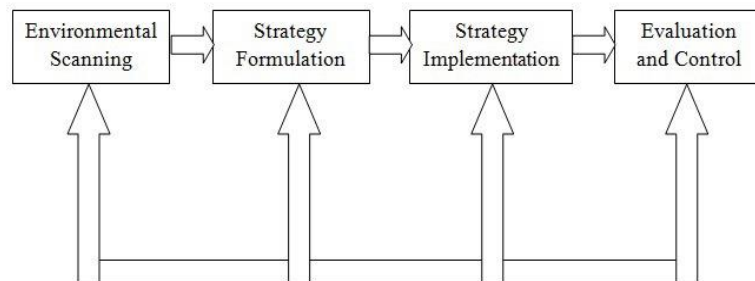 Environmental
Scanning
Strategy
Formulation
Strategy
Implementation
Evaluation
and Control